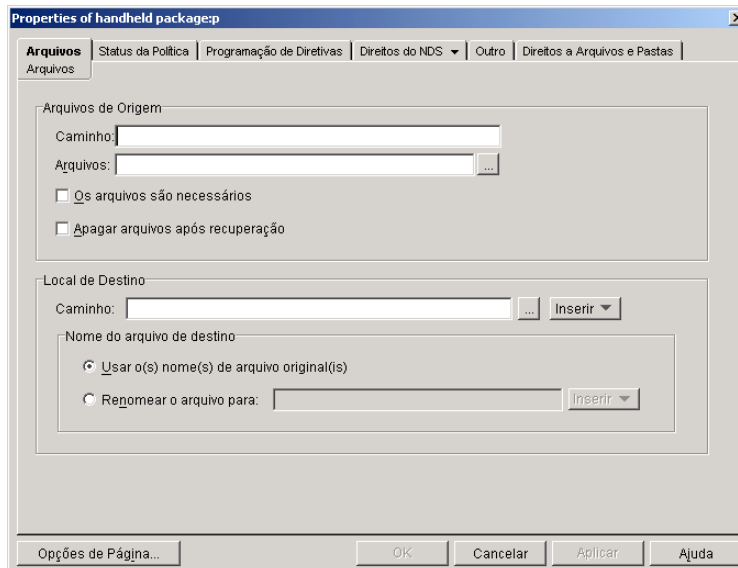 Properties of handheld package:p
Arquivos Status da Política Programação de Diretivas Direitos do NDS Outro Direitos a Arquivos e Pastas
Arquivos
Arquivos de Origem
Caminho:
Arquivos: ...
Os arquivos são necessários
Apagar arquivos após recuperação
Local de Destino
Caminho: ... Inserir
Nome do arquivo de destino
Usar o(s) nome(s) de arquivo original(is)
Renomear o arquivo para: Inserir
Opções de Página... OK Cancelar Aplicar Ajuda